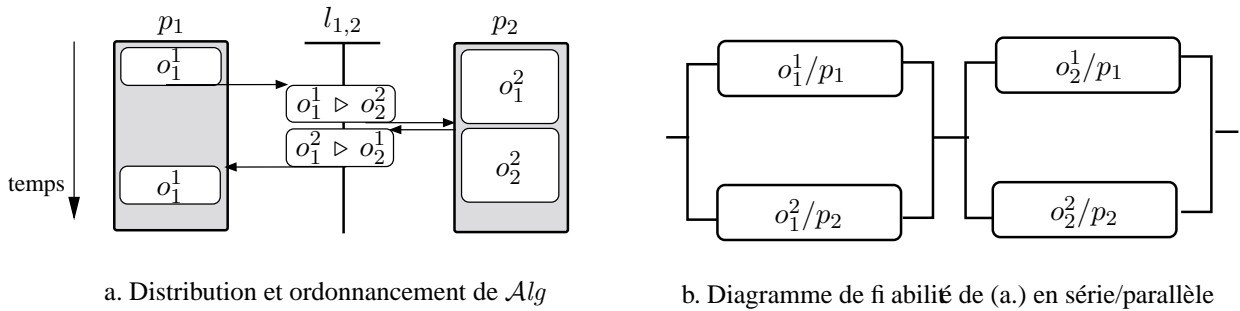 p₁ l₁,₂ p₂
o₁¹
o₁¹ ▷ o₂²
o₁² ▷ o₂¹
o₁¹
o₁²
o₂²
temps
a. Distribution et ordonnancement de 𝒜lg
o₁¹/p₁ o₂¹/p₁
o₁²/p₂ o₂²/p₂
b. Diagramme de fi abilité de (a.) en série/parallèle